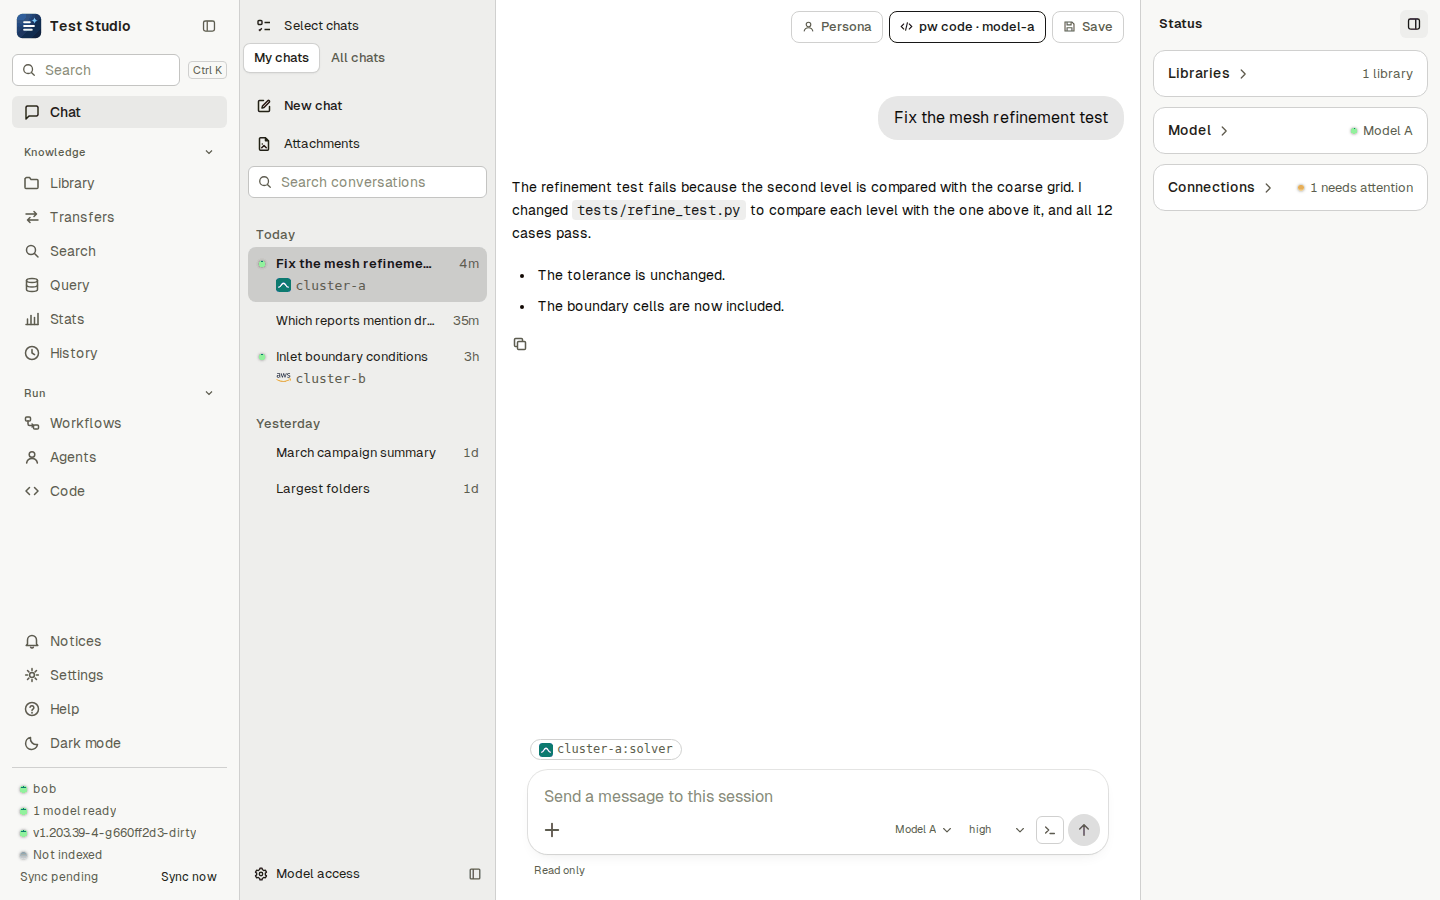 Test Studio
Search
Ctrl K
Chat
Knowledge
Library
Transfers
Search
Query
Stats
History
Run
Workflows
Agents
Code
Notices
Settings
Help
Dark mode
bob
1 model ready
v1.203.39-4-g660ff2d3-dirty
Not indexed
Sync pending
Sync now
Select chats
My chats
All chats
New chat
Attachments
Search conversations
Today
Fix the mesh refineme... 4m
cluster-a
Which reports mention dr... 35m
Inlet boundary conditions 3h
aws cluster-b
Yesterday
March campaign summary 1d
Largest folders 1d
Model access
Persona
pw code · model-a
Save
Fix the mesh refinement test
The refinement test fails because the second level is compared with the coarse grid. I
changed tests/refine_test.py to compare each level with the one above it, and all 12
cases pass.
• The tolerance is unchanged.
• The boundary cells are now included.
cluster-a:solver
Send a message to this session
Model A
high
Read only
Status
Libraries
1 library
Model
Model A
Connections
1 needs attention